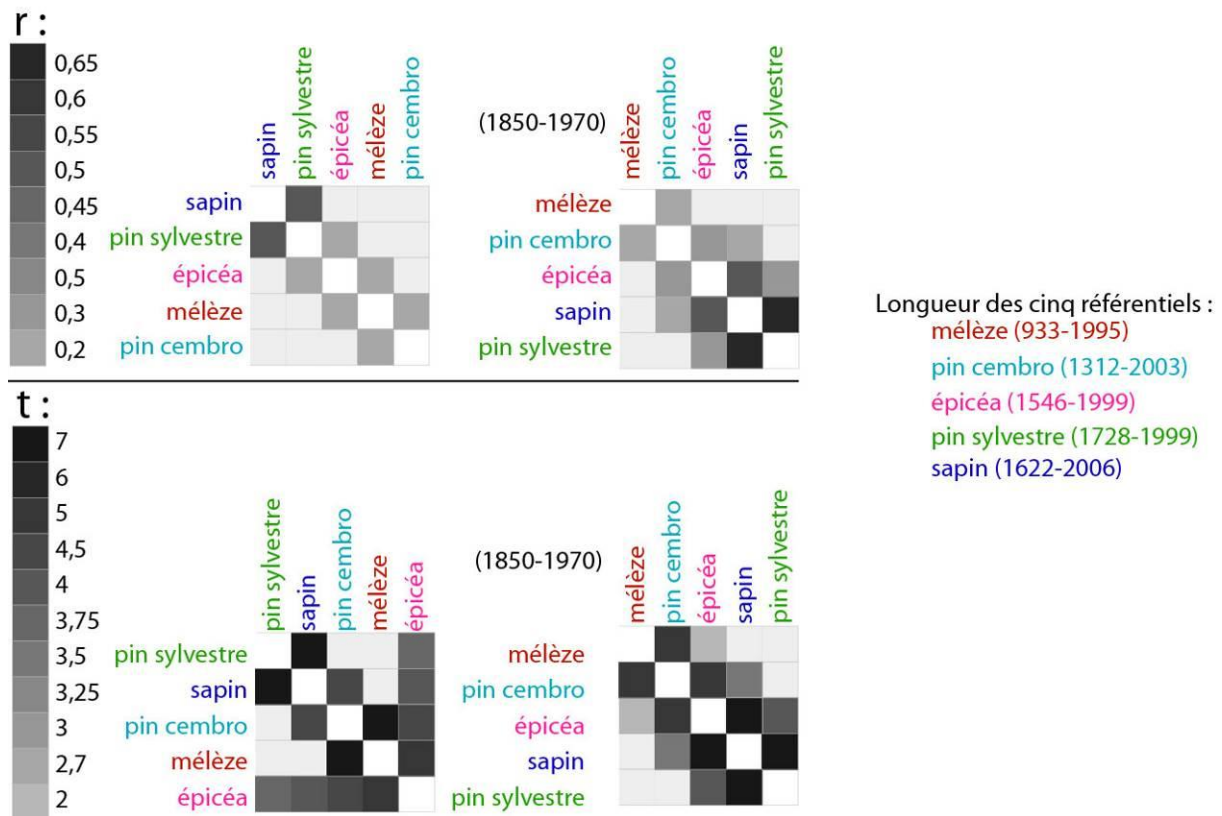 r :
0,65
0,6
0,55
0,5
0,45
0,4
0,5
0,3
0,2
sapin
pin sylvestre
épicéa
mélèze
pin cembro
sapin
pin sylvestre
épicéa
mélèze
pin cembro
(1850-1970)
mélèze
pin cembro
épicéa
sapin
pin sylvestre
mélèze
pin cembro
épicéa
sapin
pin sylvestre
Longueur des cinq référentiels :
mélèze (933-1995)
pin cembro (1312-2003)
épicéa (1546-1999)
pin sylvestre (1728-1999)
sapin (1622-2006)
t :
7
6
5
4,5
4
3,75
3,5
3,25
3
2,7
2
pin sylvestre
sapin
pin cembro
mélèze
épicéa
pin sylvestre
sapin
pin cembro
mélèze
épicéa
(1850-1970)
mélèze
pin cembro
épicéa
sapin
pin sylvestre
mélèze
pin cembro
épicéa
sapin
pin sylvestre